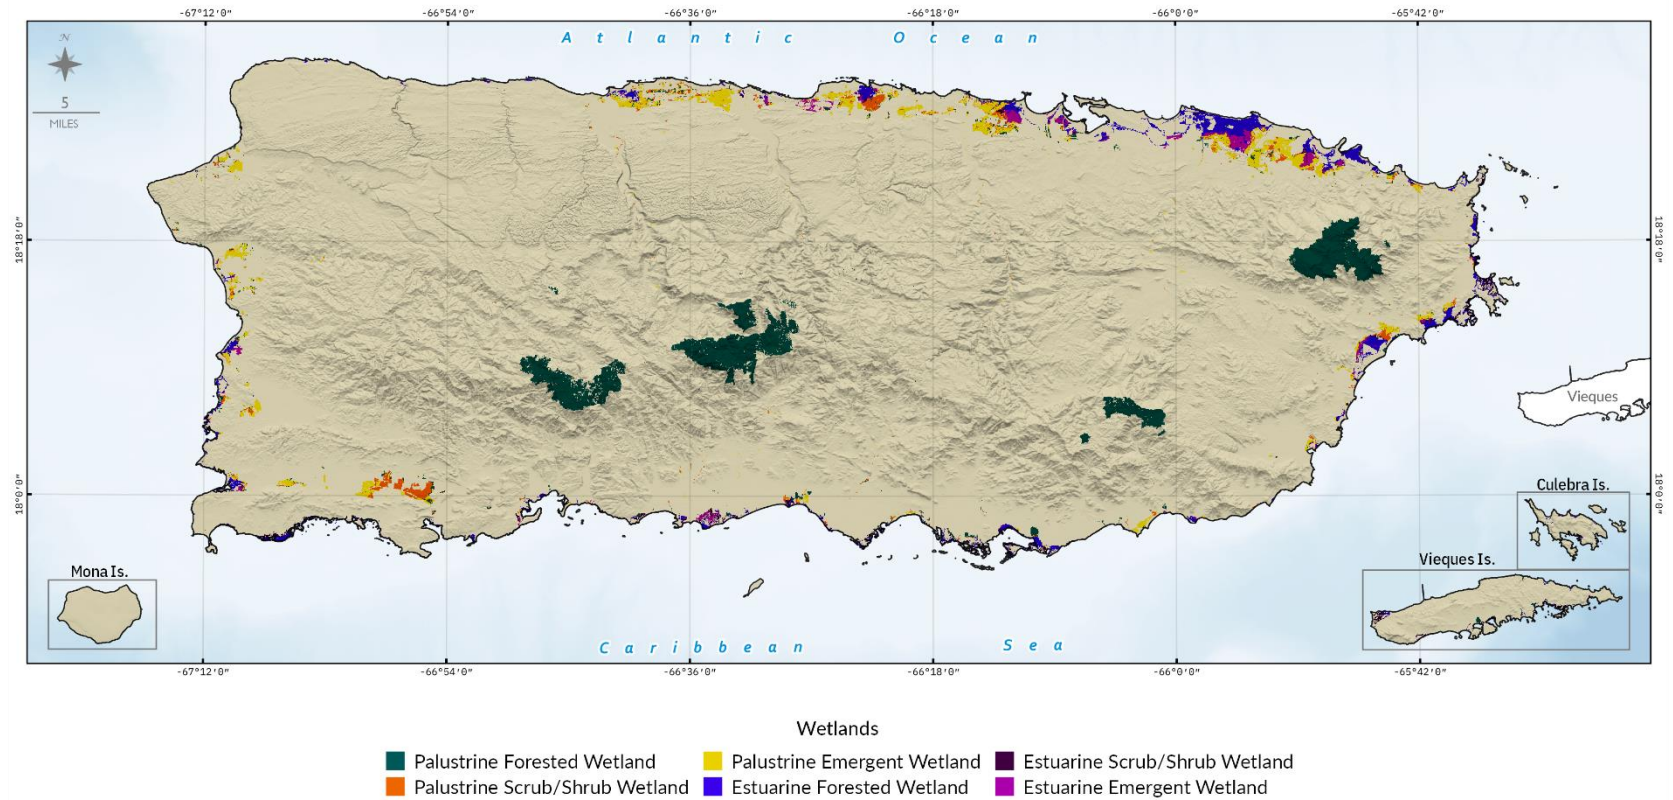 -67°12'0" -66°54'0" -66°36'0" -66°18'0" -66°0'0" -65°42'0"
Atlantic Ocean
N
5
MILES
18°18'0" 18°18'0"
Vieques
18°0'0" 18°0'0"
Culebra Is.
Vieques Is.
Mona Is.
Caribbean Sea
-67°12'0" -66°54'0" -66°36'0" -66°18'0" -66°0'0" -65°42'0"
Wetlands
Palustrine Forested Wetland Palustrine Emergent Wetland Estuarine Scrub/Shrub Wetland
Palustrine Scrub/Shrub Wetland Estuarine Forested Wetland Estuarine Emergent Wetland